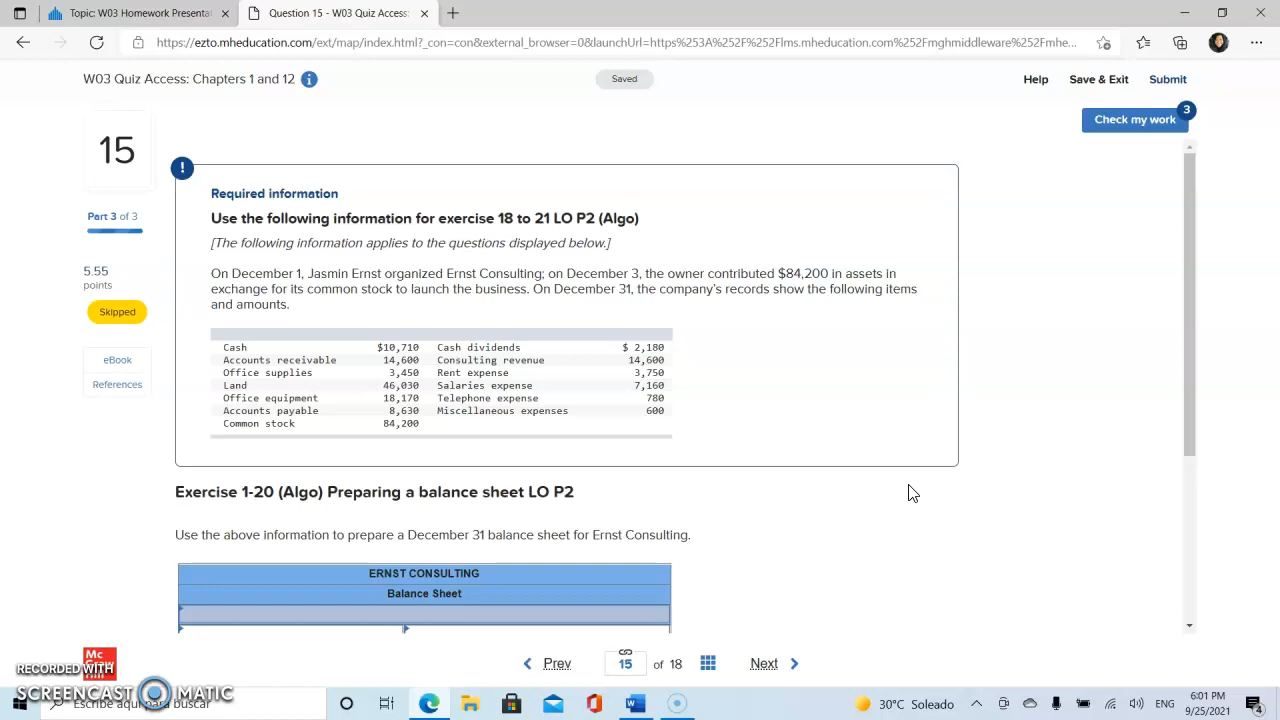 Topic W03 Homework Presenta
Question 15 - W03 Quiz Access:
https://ezto.mheducation.com/ext/map/index.html?_con=con&external_browser=0&launchUrl=https%253A%252F%252Flms.mheducation.com%252Fmghmiddleware%252Fmhe...
W03 Quiz Access: Chapters 1 and 12
Saved
Help Save & Exit Submit
Check my work 3
15
Part 3 of 3
5.55
points
Skipped
eBook
References
!
Required information
Use the following information for exercise 18 to 21 LO P2 (Algo)
[The following information applies to the questions displayed below.]
On December 1, Jasmin Ernst organized Ernst Consulting; on December 3, the owner contributed $84,200 in assets in
exchange for its common stock to launch the business. On December 31, the company's records show the following items
and amounts.
Cash $10,710 Cash dividends $ 2,180
Accounts receivable 14,600 Consulting revenue 14,600
Office supplies 3,450 Rent expense 3,750
Land 46,030 Salaries expense 7,160
Office equipment 18,170 Telephone expense 780
Accounts payable 8,630 Miscellaneous expenses 600
Common stock 84,200
Exercise 1-20 (Algo) Preparing a balance sheet LO P2
Use the above information to prepare a December 31 balance sheet for Ernst Consulting.
ERNST CONSULTING
Balance Sheet
Prev 15 of 18 Next
Mc
RECORDED WITH
SCREENCAST MATIC
Escribe aquí para buscar
30°C Soleado
ENG
6:01 PM
9/25/2021
4